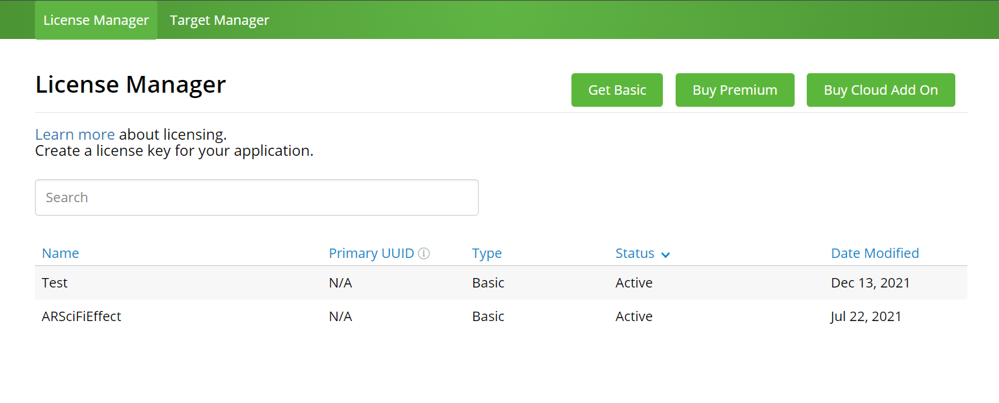 License Manager Target Manager
License Manager Get Basic Buy Premium Buy Cloud Add On
Learn more about licensing.
Create a license key for your application.
Search
Name Primary UUID Type Status Date Modified
Test N/A Basic Active Dec 13, 2021
ARSciFiEffect N/A Basic Active Jul 22, 2021